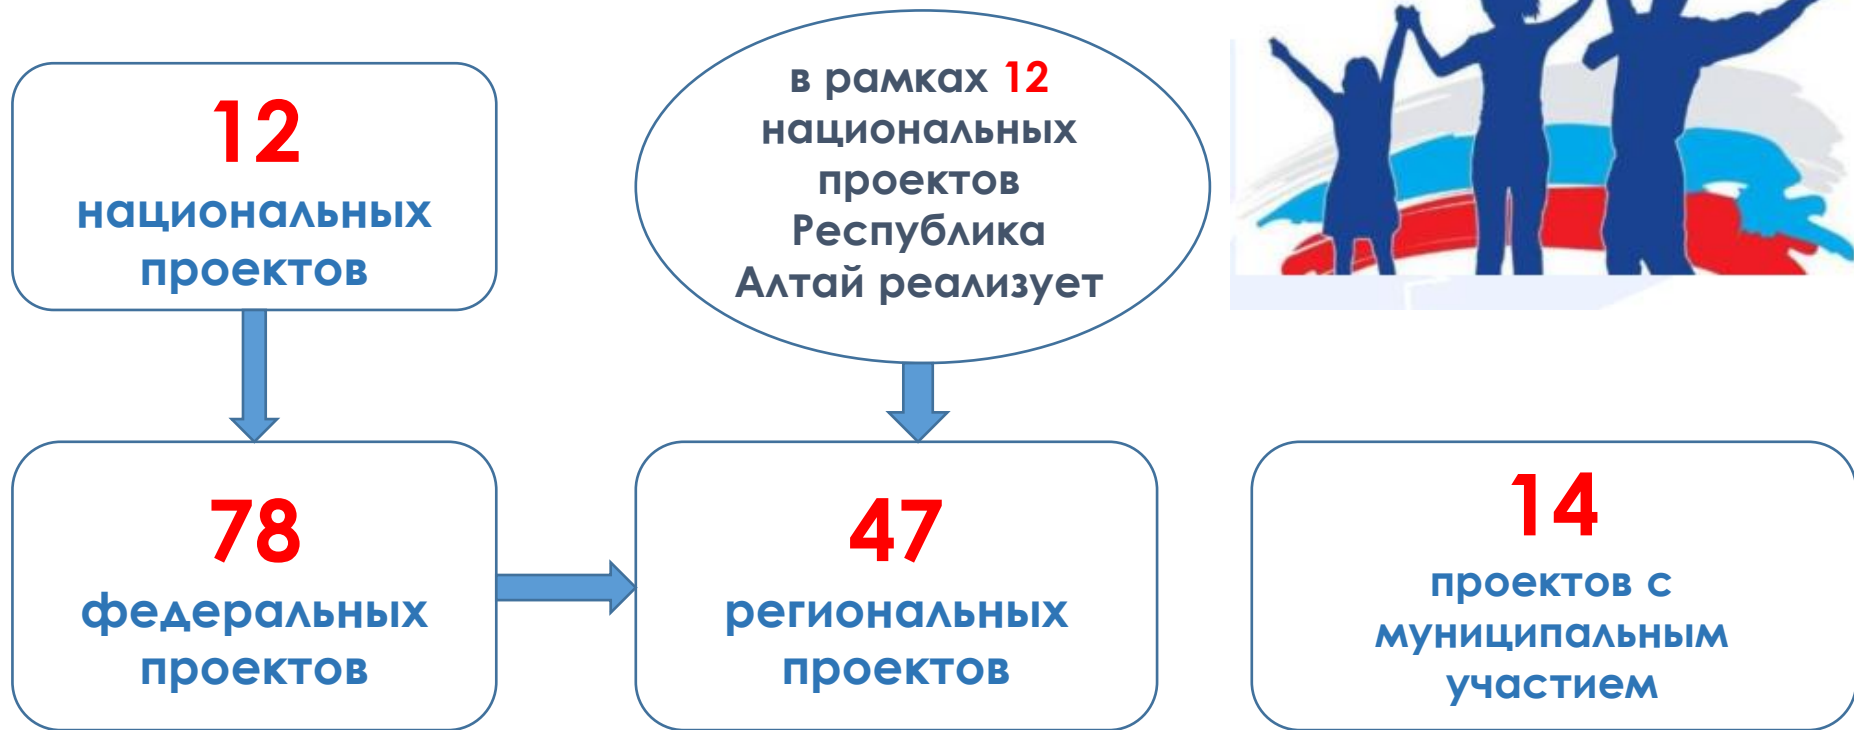 12
национальных
проектов
в рамках 12
национальных
проектов
Республика
Алтай реализует
78
федеральных
проектов
47
региональных
проектов
14
проектов с
муниципальным
участием